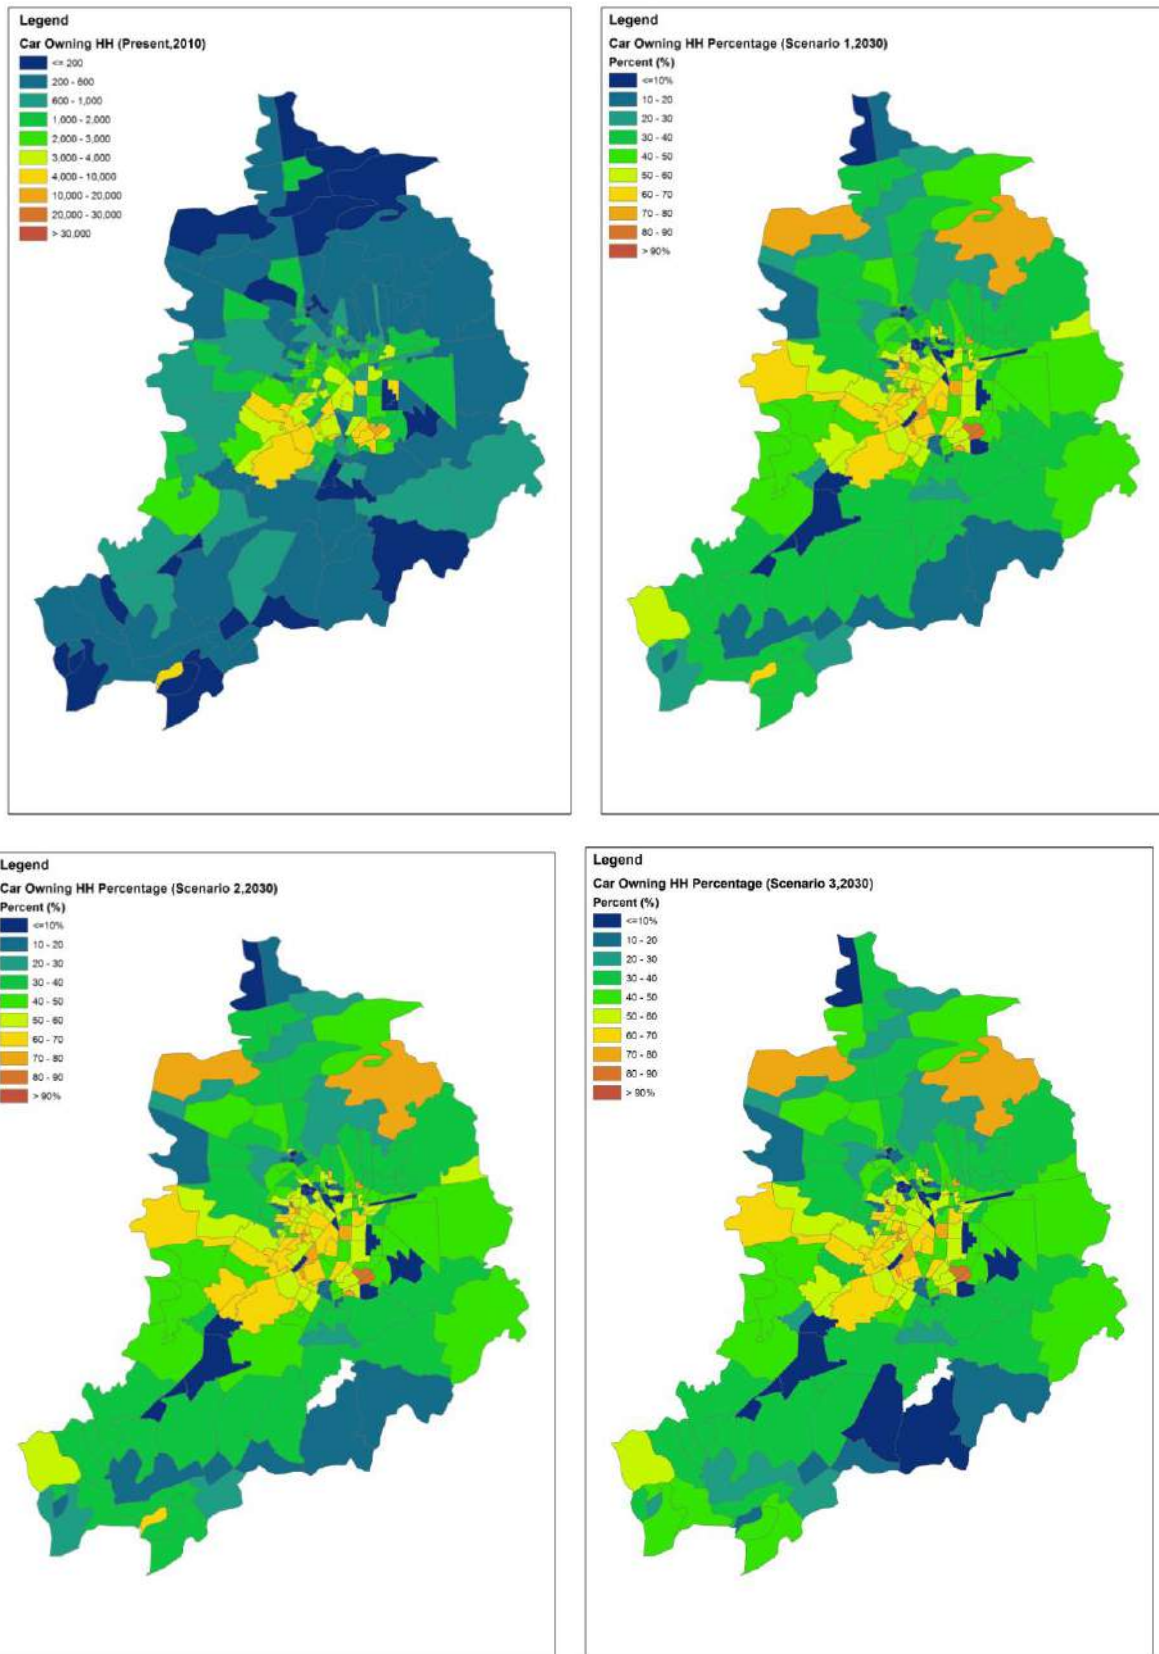 Legend
Car Owning HH (Present,2010)
<= 200
200 - 600
600 - 1,000
1,000 - 2,000
2,000 - 3,000
3,000 - 4,000
4,000 - 10,000
10,000 - 20,000
20,000 - 30,000
> 30,000
Legend
Car Owning HH Percentage (Scenario 1,2030)
Percent (%)
<=10%
10 - 20
20 - 30
30 - 40
40 - 50
50 - 60
60 - 70
70 - 80
80 - 90
> 90%
Legend
Car Owning HH Percentage (Scenario 2,2030)
Percent (%)
<=10%
10 - 20
20 - 30
30 - 40
40 - 50
50 - 60
60 - 70
70 - 80
80 - 90
> 90%
Legend
Car Owning HH Percentage (Scenario 3,2030)
Percent (%)
<=10%
10 - 20
20 - 30
30 - 40
40 - 50
50 - 60
60 - 70
70 - 80
80 - 90
> 90%